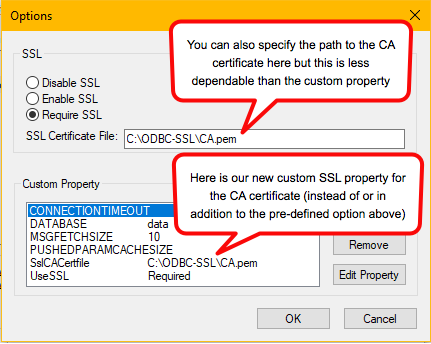 Options
You can also specify the path to the CA
certificate here but this is less
dependable than the custom property
SSL
Disable SSL
Enable SSL
Require SSL
SSL Certificate File: C:\ODBC-SSL\CA.pem
Here is our new custom SSL property for
the CA certificate (instead of or in
addition to the pre-defined option above)
Custom Property
CONNECTIONTIMEOUT
DATABASE data
MSGFETCHSIZE 10
PUSHEDPARAMCACHESIZE
SslCACertfile C:\ODBC-SSL\CA.pem
UseSSL Required
Remove
Edit Property
OK Cancel